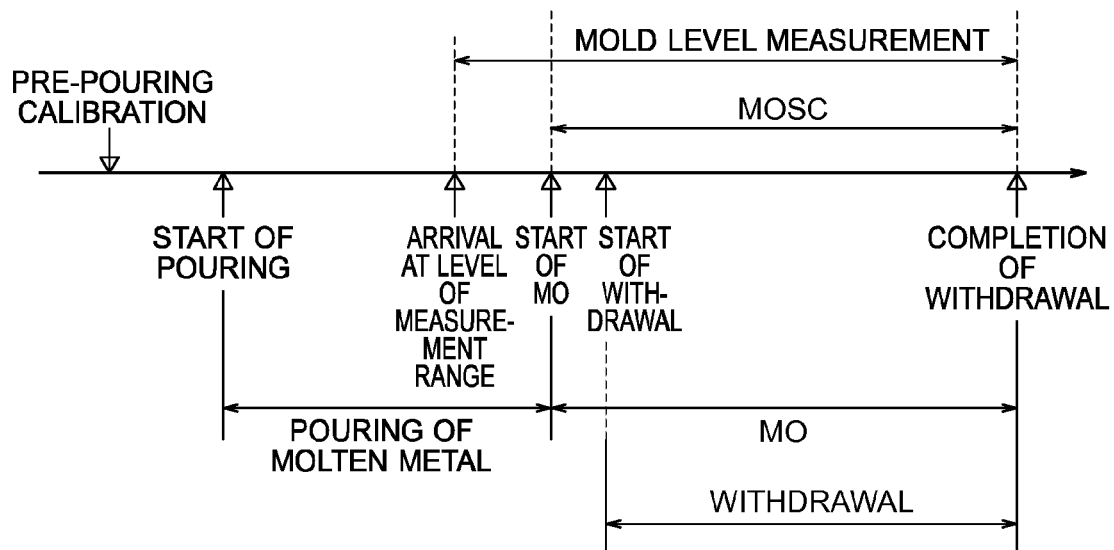 MOLD LEVEL MEASUREMENT
PRE-POURING
CALIBRATION
MOSC
START OF
POURING
ARRIVAL
AT LEVEL
OF
MEASURE-
MENT
RANGE
START
OF
MO
START
OF
WITH-
DRAWAL
COMPLETION
OF
WITHDRAWAL
POURING OF
MOLTEN METAL
MO
WITHDRAWAL